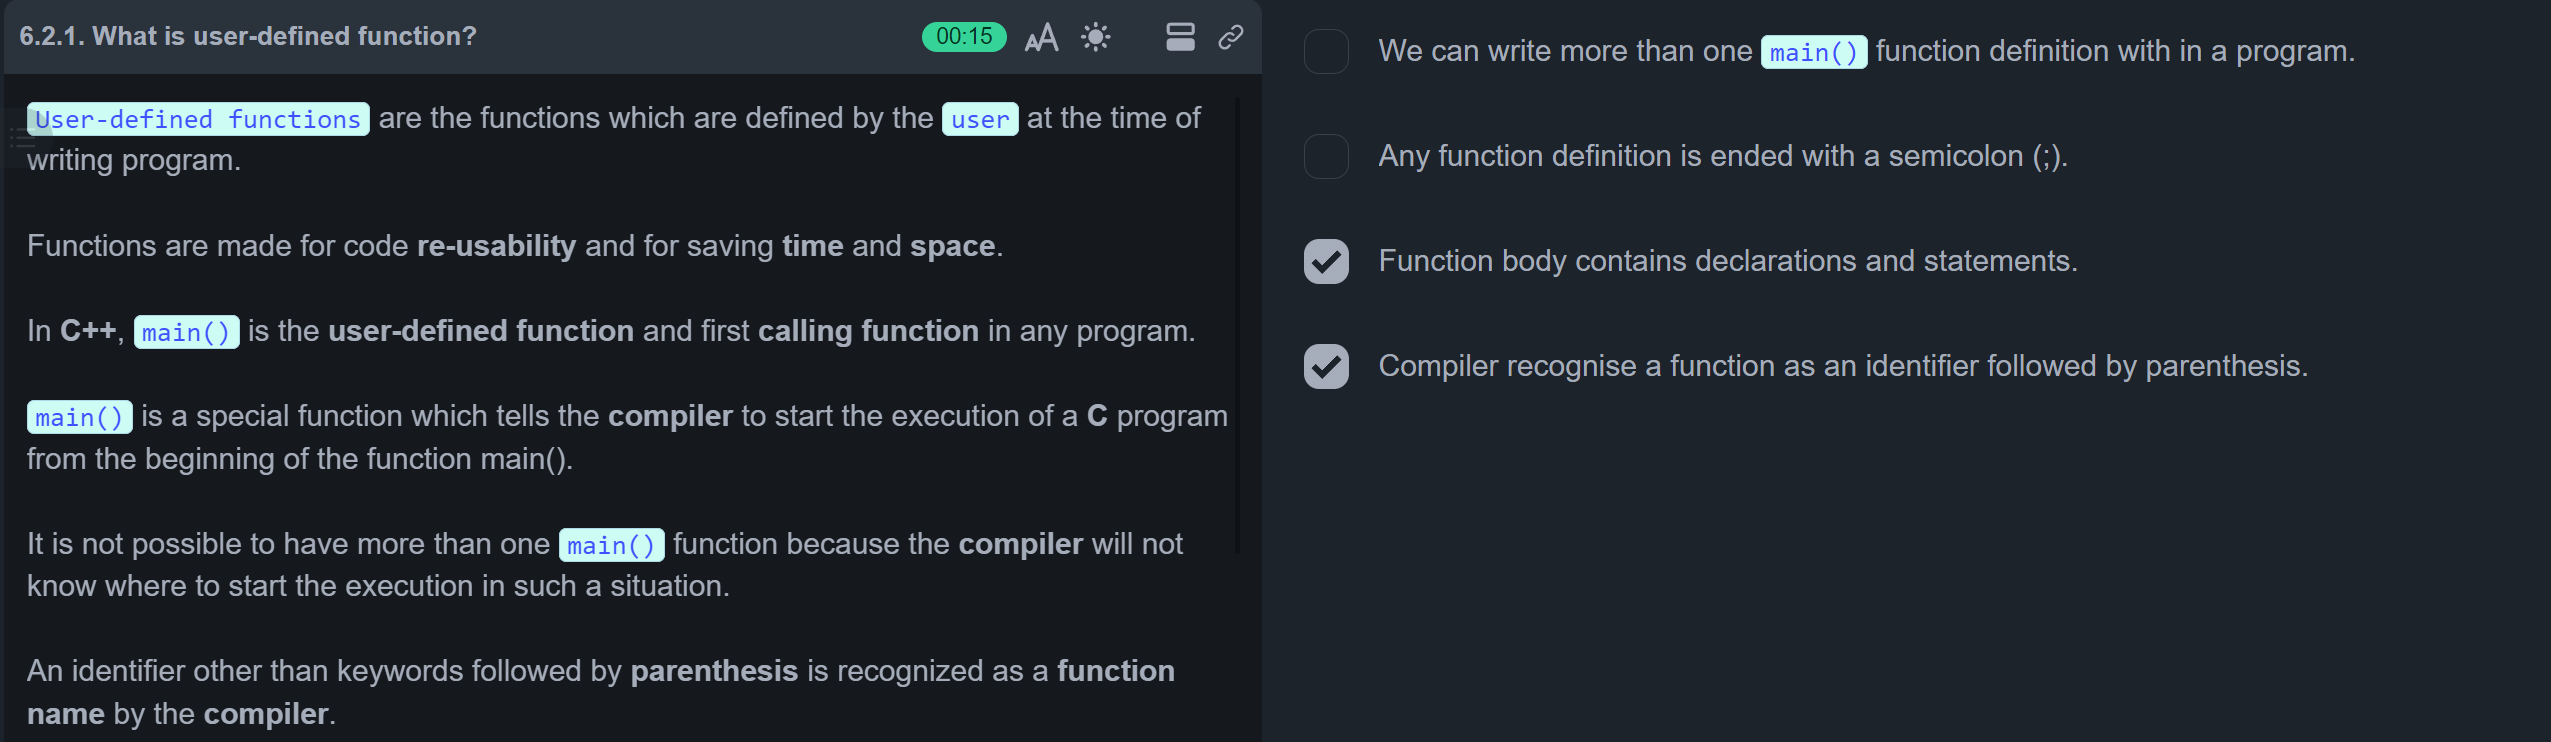 6.2.1. What is user-defined function?
00:15
User-defined functions are the functions which are defined by the user at the time of
writing program.
Functions are made for code re-usability and for saving time and space.
In C++, main() is the user-defined function and first calling function in any program.
main() is a special function which tells the compiler to start the execution of a C program
from the beginning of the function main().
It is not possible to have more than one main() function because the compiler will not
know where to start the execution in such a situation.
An identifier other than keywords followed by parenthesis is recognized as a function
name by the compiler.
We can write more than one main() function definition with in a program.
Any function definition is ended with a semicolon (;).
Function body contains declarations and statements.
Compiler recognise a function as an identifier followed by parenthesis.